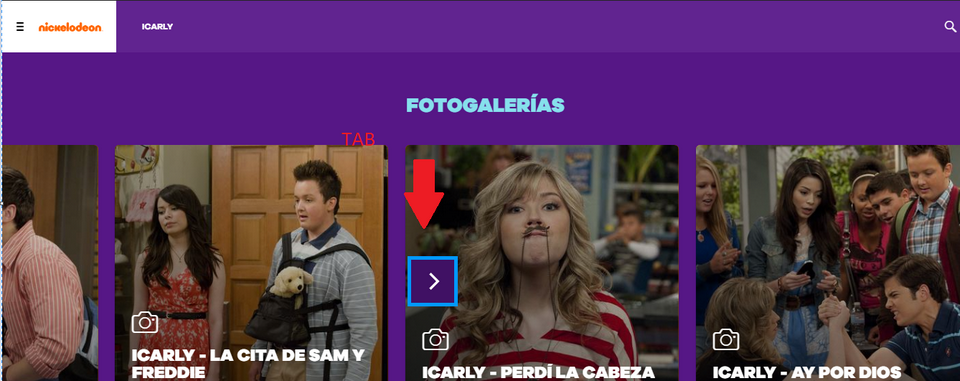 nickelodeon
ICARLY
FOTOGALERÍAS
TAB
ICARLY - LA CITA DE SAM Y
FREDDIE
ICARLY - PERDÍ LA CABEZA
ICARLY - AY POR DIOS